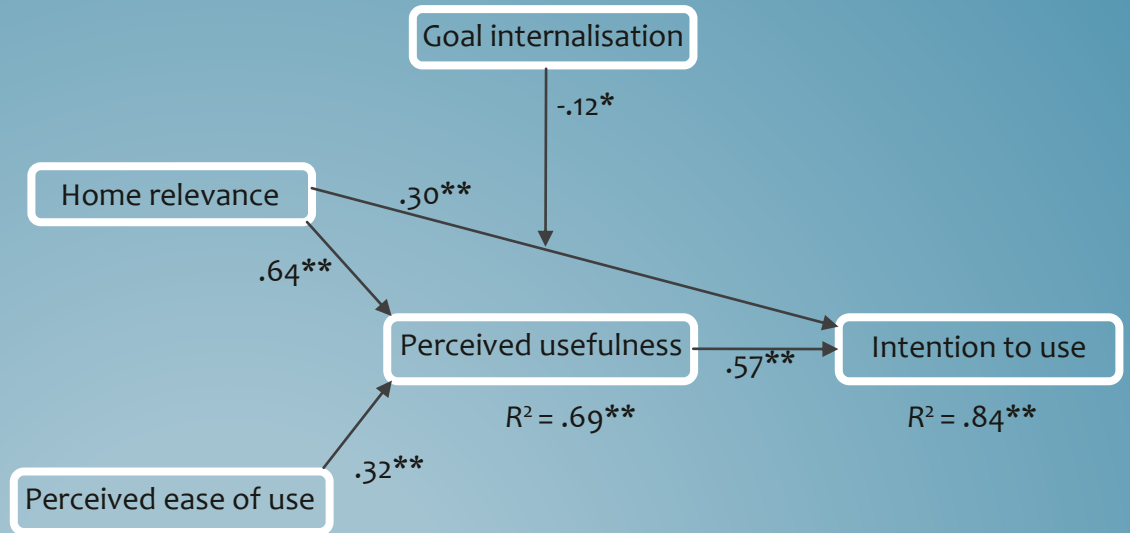 Goal internalisation
-.12*
Home relevance
.30**
.64**
Perceived usefulness
.57**
Intention to use
R² = .69**
R² = .84**
.32**
Perceived ease of use